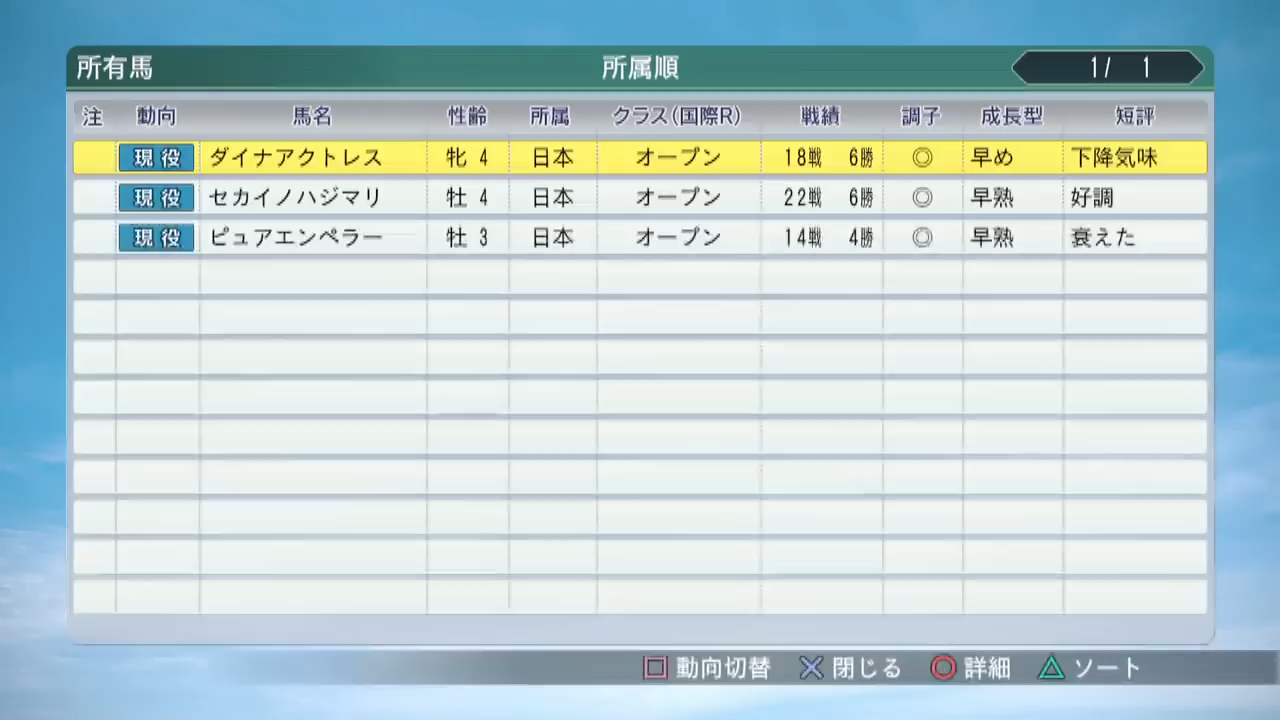 所有馬 所属順 1/ 1
注 動向 馬名 性齢 所属 クラス(国際R) 戦績 調子 成長型 短評
現役 ダイナアクトレス 牝 4 日本 オープン 18戦 6勝 ◎ 早め 下降気味
現役 セカイノハジマリ 牡 4 日本 オープン 22戦 6勝 ◎ 早熟 好調
現役 ピュアエンペラー 牡 3 日本 オープン 14戦 4勝 ◎ 早熟 衰えた
動向切替 閉じる 詳細 ソート